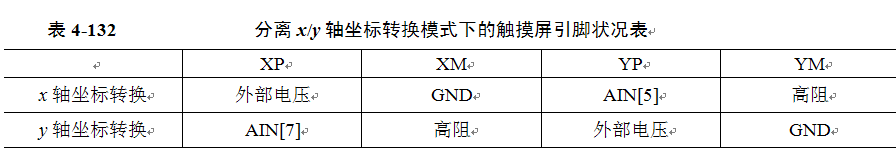 表 4-132 分离 x/y 轴坐标转换模式下的触摸屏引脚状况表
XP XM YP YM
x 轴坐标转换 外部电压 GND AIN[5] 高阻
y 轴坐标转换 AIN[7] 高阻 外部电压 GND